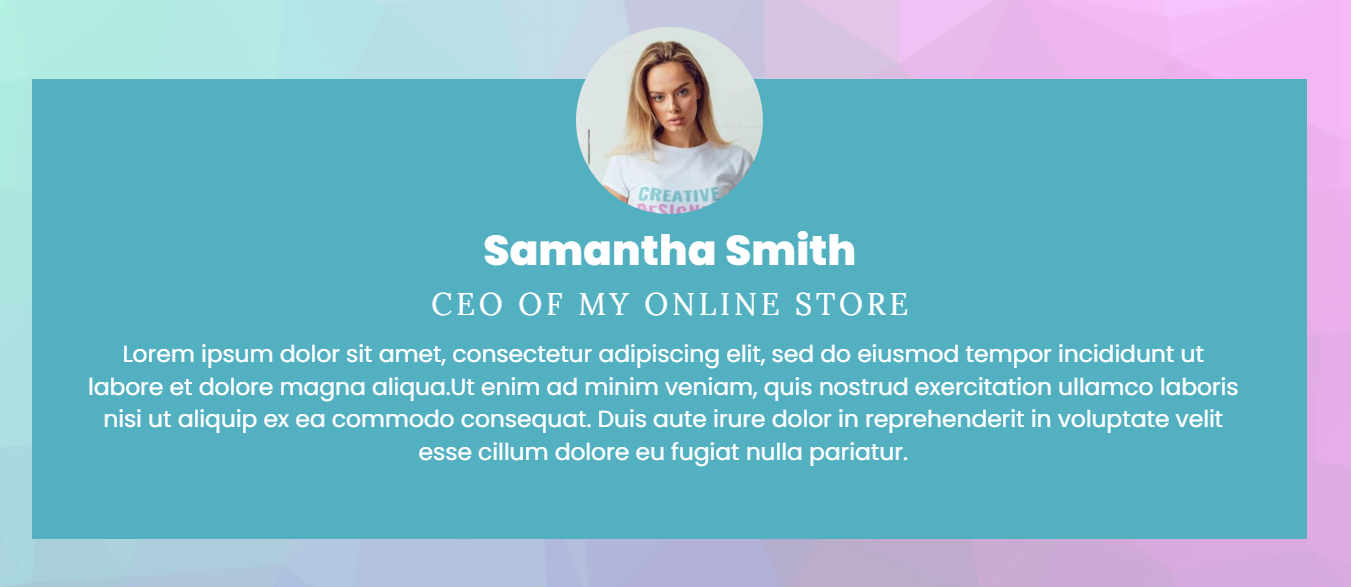 CREATIVE
Samantha Smith
CEO OF MY ONLINE STORE
Lorem ipsum dolor sit amet, consectetur adipiscing elit, sed do eiusmod tempor incididunt ut
labore et dolore magna aliqua.Ut enim ad minim veniam, quis nostrud exercitation ullamco laboris
nisi ut aliquip ex ea commodo consequat. Duis aute irure dolor in reprehenderit in voluptate velit
esse cillum dolore eu fugiat nulla pariatur.